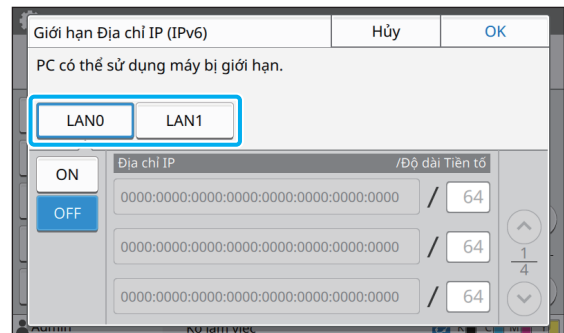 Giới hạn Địa chỉ IP (IPv6) Hủy OK
PC có thể sử dụng máy bị giới hạn.
LAN0 LAN1
Địa chỉ IP /Độ dài Tiền tố
ON
0000:0000:0000:0000:0000:0000:0000:0000 / 64
OFF
0000:0000:0000:0000:0000:0000:0000:0000 / 64
1
4
0000:0000:0000:0000:0000:0000:0000:0000 / 64
Admin